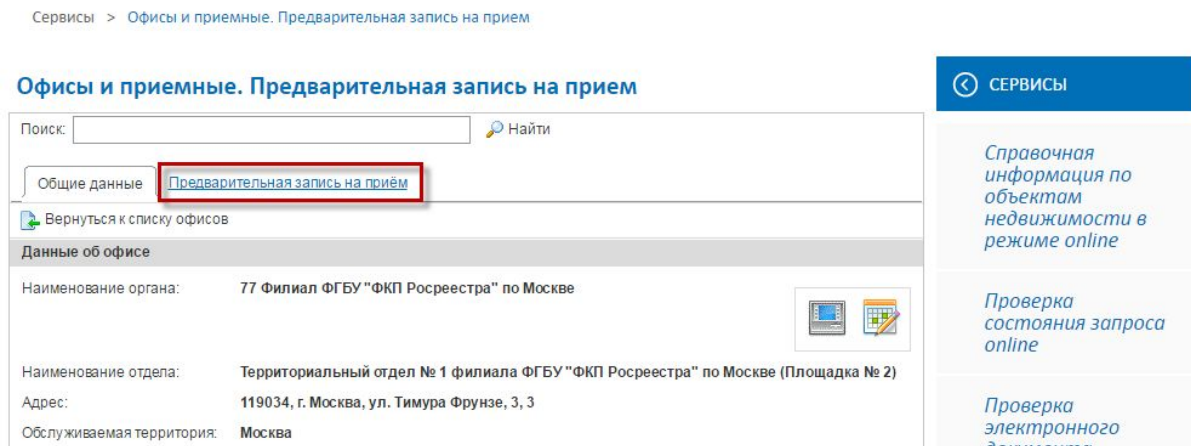 Сервисы > Офисы и приемные. Предварительная запись на прием
Офисы и приемные. Предварительная запись на прием
Поиск: Найти
Общие данные Предварительная запись на приём
Вернуться к списку офисов
Данные об офисе
Наименование органа: 77 Филиал ФГБУ "ФКП Росреестра" по Москве
Наименование отдела: Территориальный отдел № 1 филиала ФГБУ "ФКП Росреестра" по Москве (Площадка № 2)
Адрес: 119034, г. Москва, ул. Тимура Фрунзе, 3, 3
Обслуживаемая территория: Москва
СЕРВИСЫ
Справочная
информация по
объектам
недвижимости в
режиме online
Проверка
состояния запроса
online
Проверка
электронного